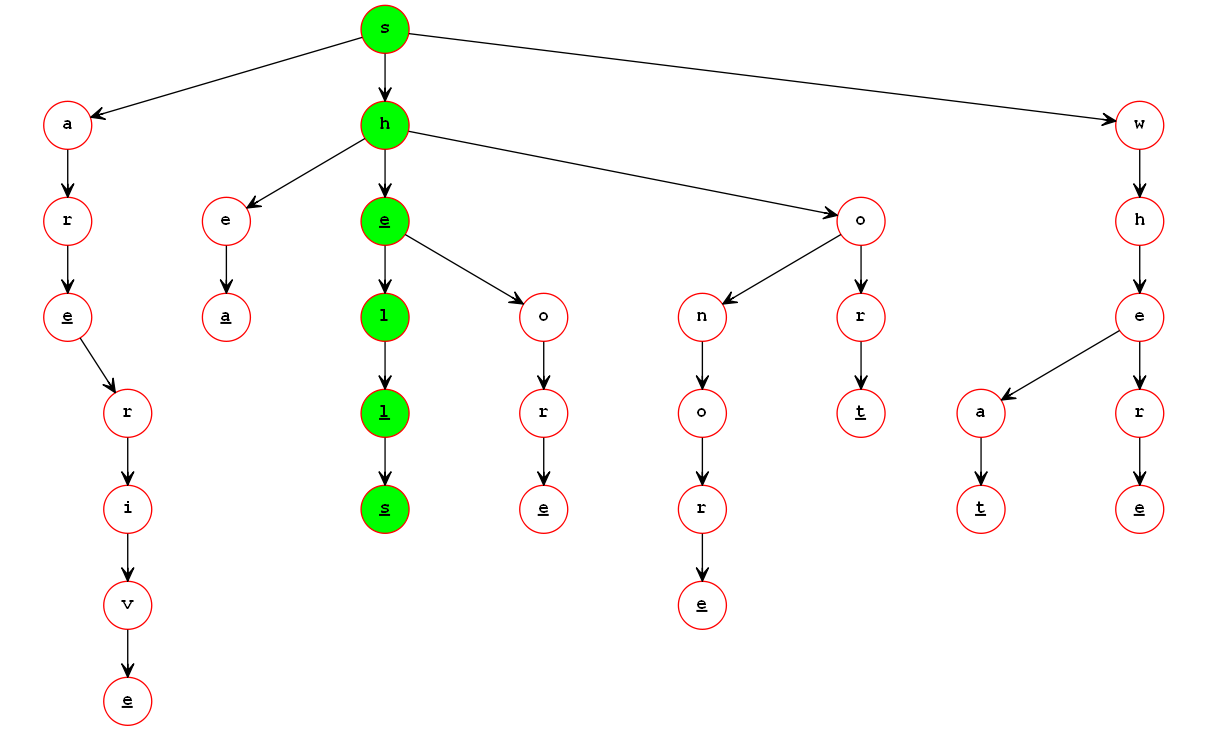 s
a h w
r e e o h
e a l o n r e
r l r o t a r
i s e r t e
v e
e